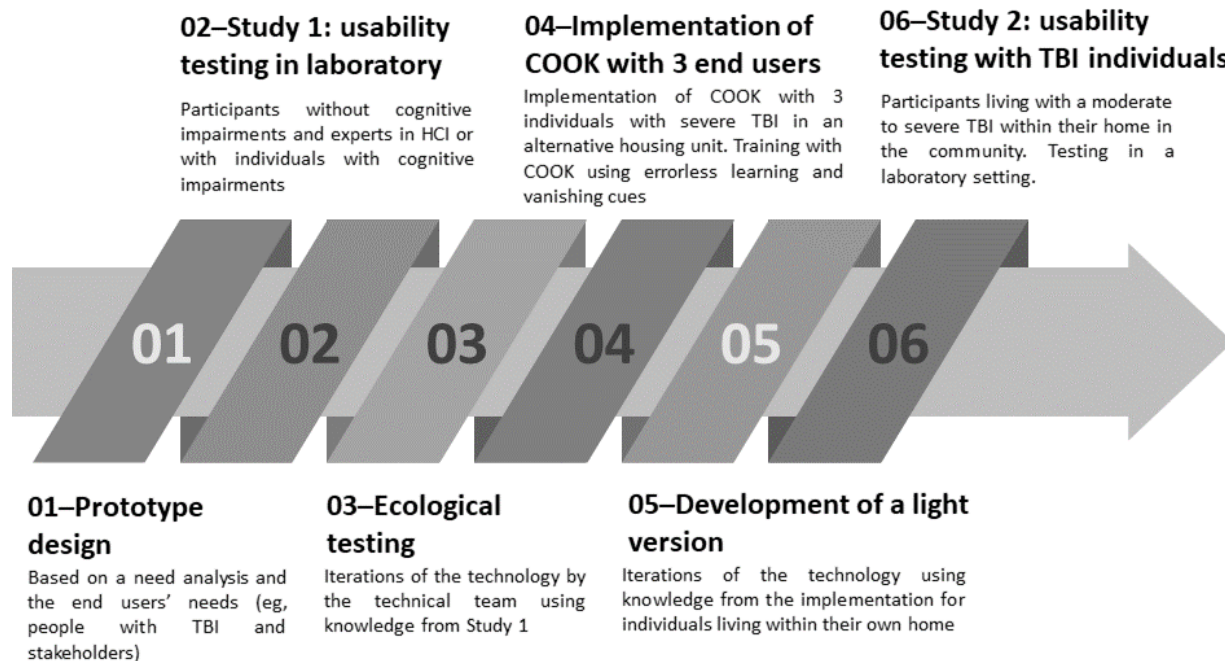 02–Study 1: usability
testing in laboratory
Participants without cognitive
impairments and experts in HCI or
with individuals with cognitive
impairments
04–Implementation of
COOK with 3 end users
Implementation of COOK with 3
individuals with severe TBI in an
alternative housing unit. Training with
COOK using errorless learning and
vanishing cues
06–Study 2: usability
testing with TBI individuals
Participants living with a moderate
to severe TBI within their home in
the community. Testing in a
laboratory setting.
01
02
03
04
05
06
01–Prototype
design
Based on a need analysis and
the end users’ needs (eg,
people with TBI and
stakeholders)
03–Ecological
testing
Iterations of the technology by
the technical team using
knowledge from Study 1
05–Development of a light
version
Iterations of the technology using
knowledge from the implementation for
individuals living within their own home